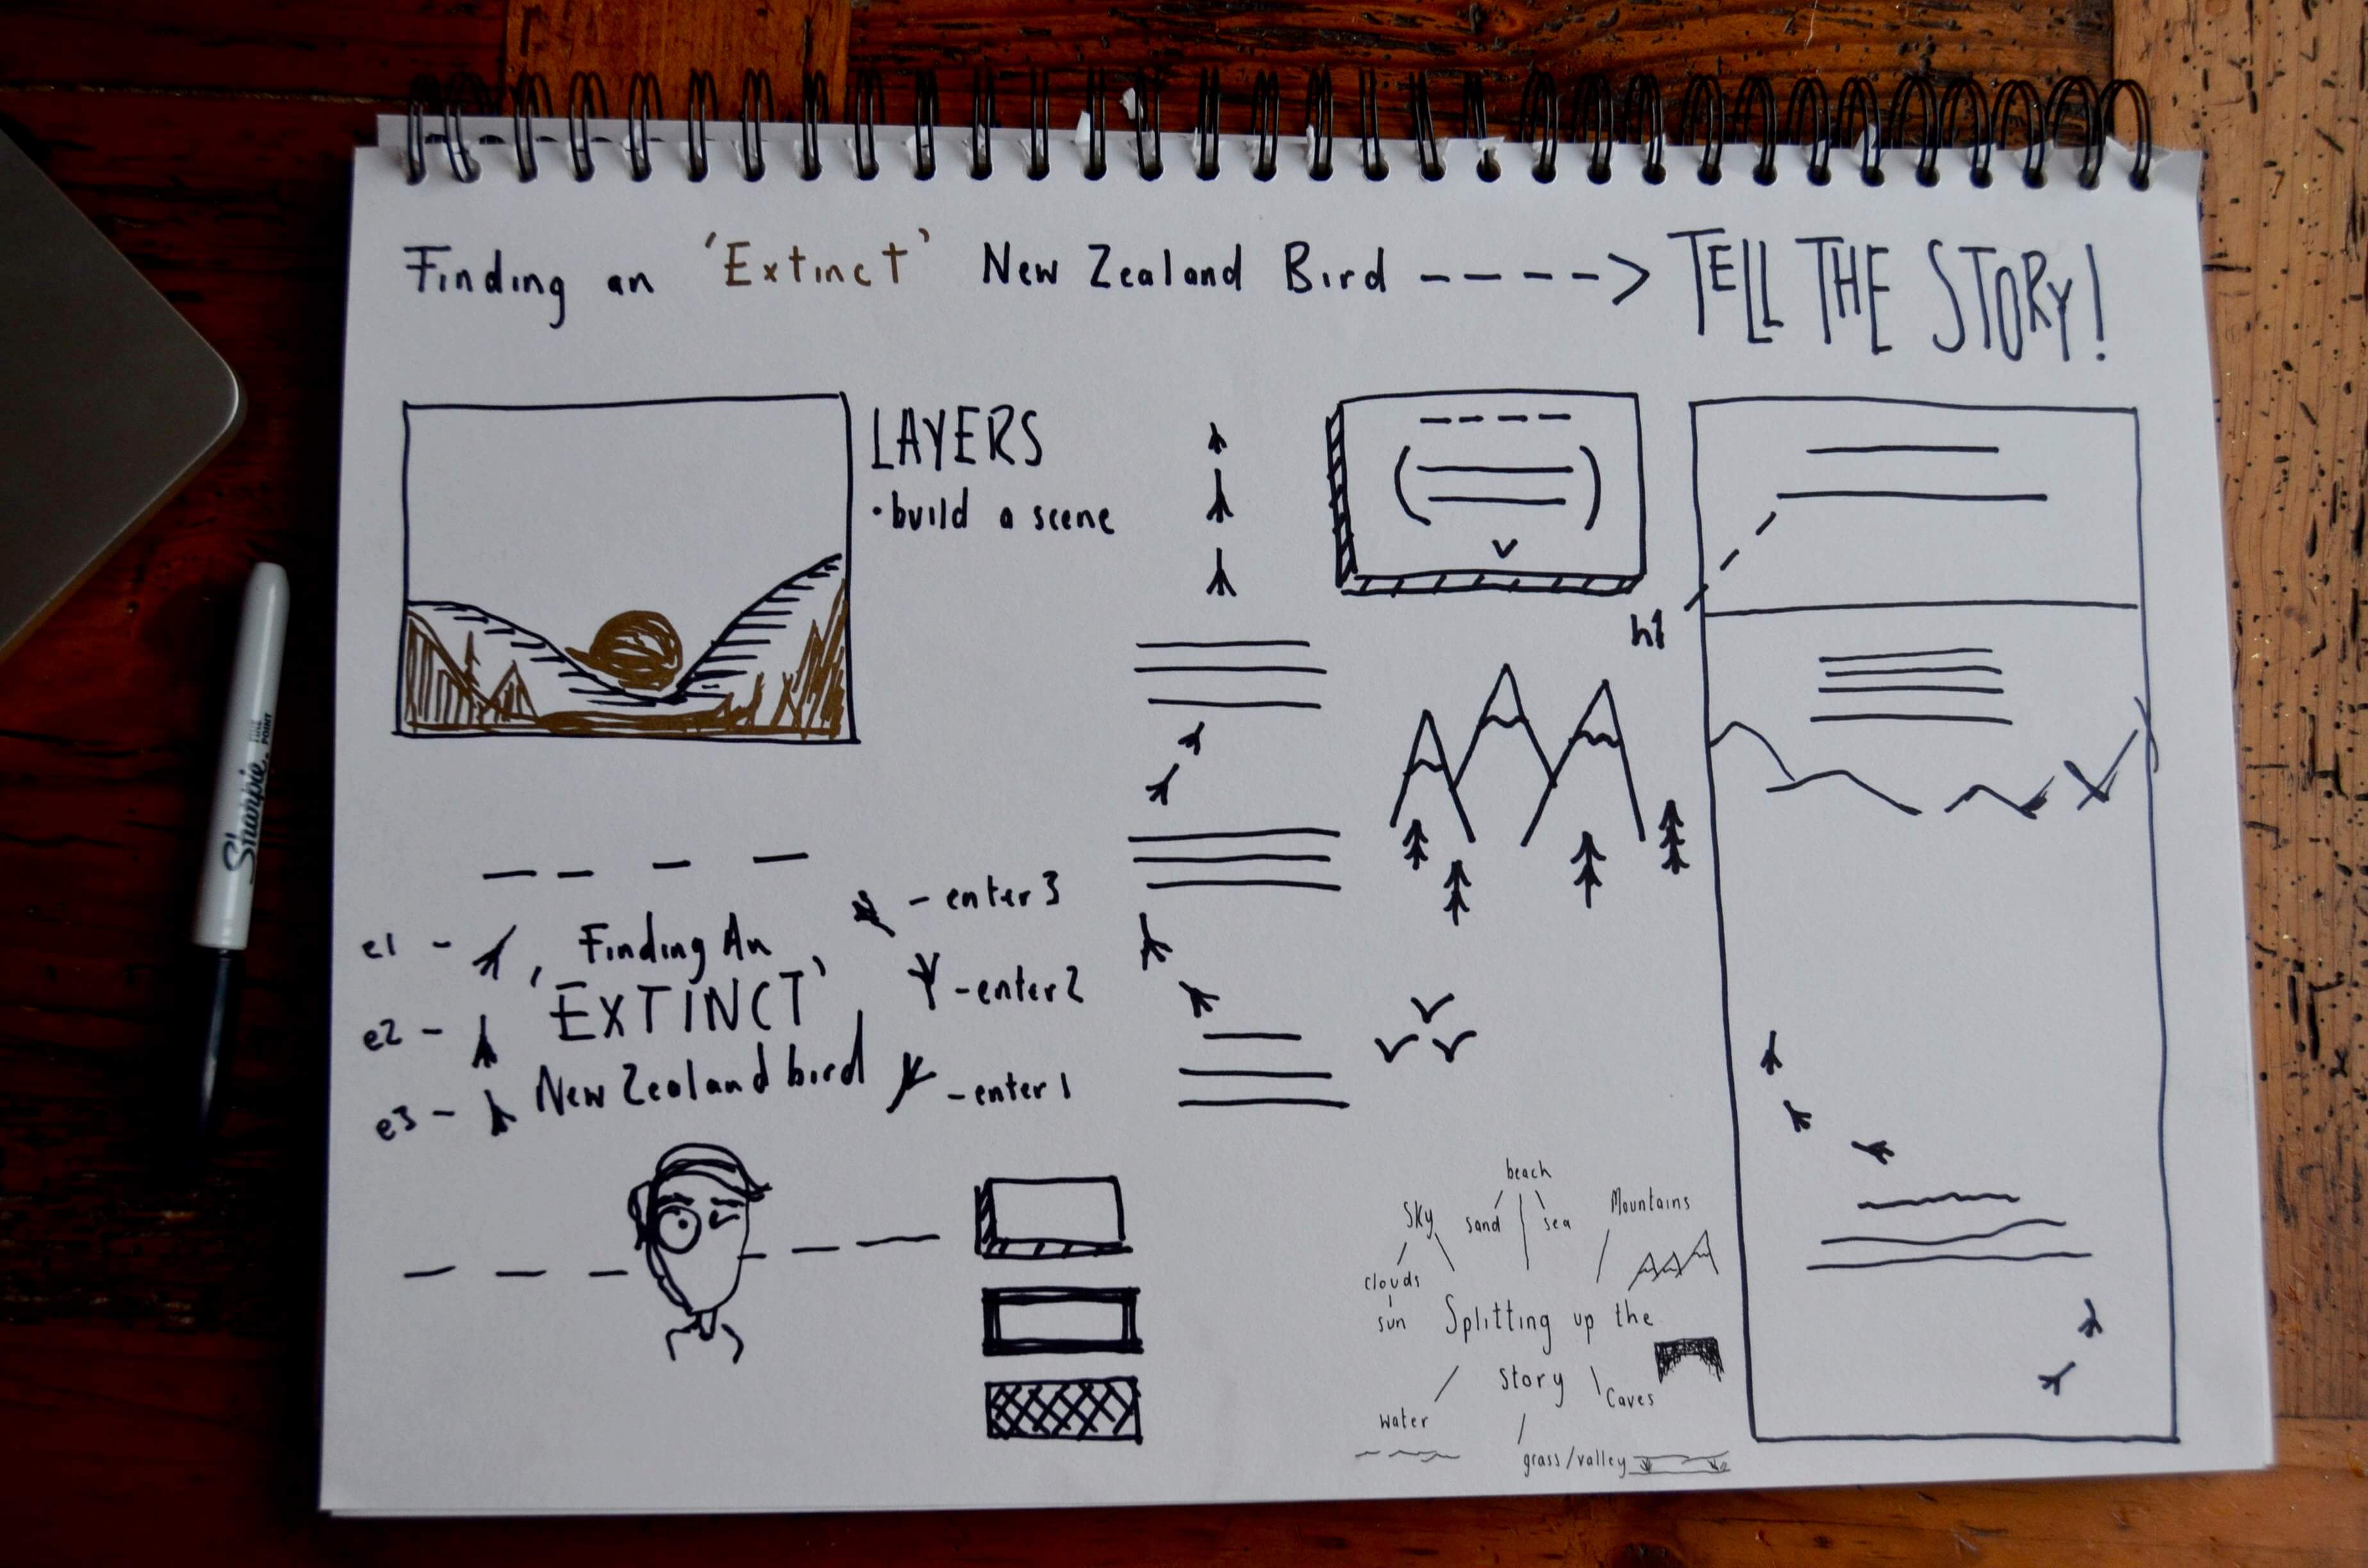 Finding an 'Extinct' New Zealand Bird ----> TELL THE STORY!
LAYERS
• build a scene
h1
e1 -
e2 -
e3 -
Finding An
'EXTINCT'
New Zealand bird
- enter 3
- enter 2
- enter 1
beach
sand
sea
Sky
clouds
sun
Mountains
Splitting up the
story
Caves
water
grass/valley
Sharpie
FINE
POINT